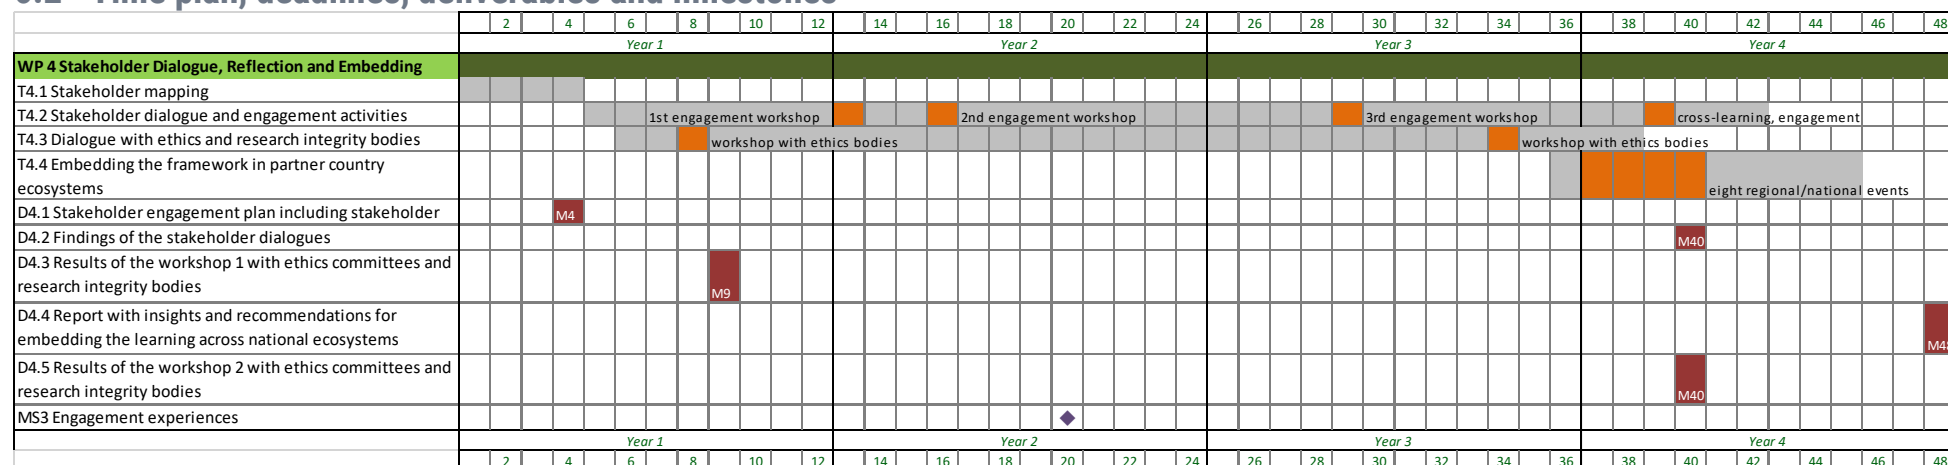 2 4 6 8 10 12 14 16 18 20 22 24 26 28 30 32 34 36 38 40 42 44 46 48
Year 1 Year 2 Year 3 Year 4
WP 4 Stakeholder Dialogue, Reflection and Embedding
T4.1 Stakeholder mapping
T4.2 Stakeholder dialogue and engagement activities 1st engagement workshop 2nd engagement workshop 3rd engagement workshop cross-learning, engagement
T4.3 Dialogue with ethics and research integrity bodies workshop with ethics bodies workshop with ethics bodies
T4.4 Embedding the framework in partner country
ecosystems eight regional/national events
D4.1 Stakeholder engagement plan including stakeholder M4
D4.2 Findings of the stakeholder dialogues M40
D4.3 Results of the workshop 1 with ethics committees and
research integrity bodies M9
D4.4 Report with insights and recommendations for
embedding the learning across national ecosystems
D4.5 Results of the workshop 2 with ethics committees and
research integrity bodies M40
MS3 Engagement experiences
Year 1 Year 2 Year 3 Year 4
2 4 6 8 10 12 14 16 18 20 22 24 26 28 30 32 34 36 38 40 42 44 46 48